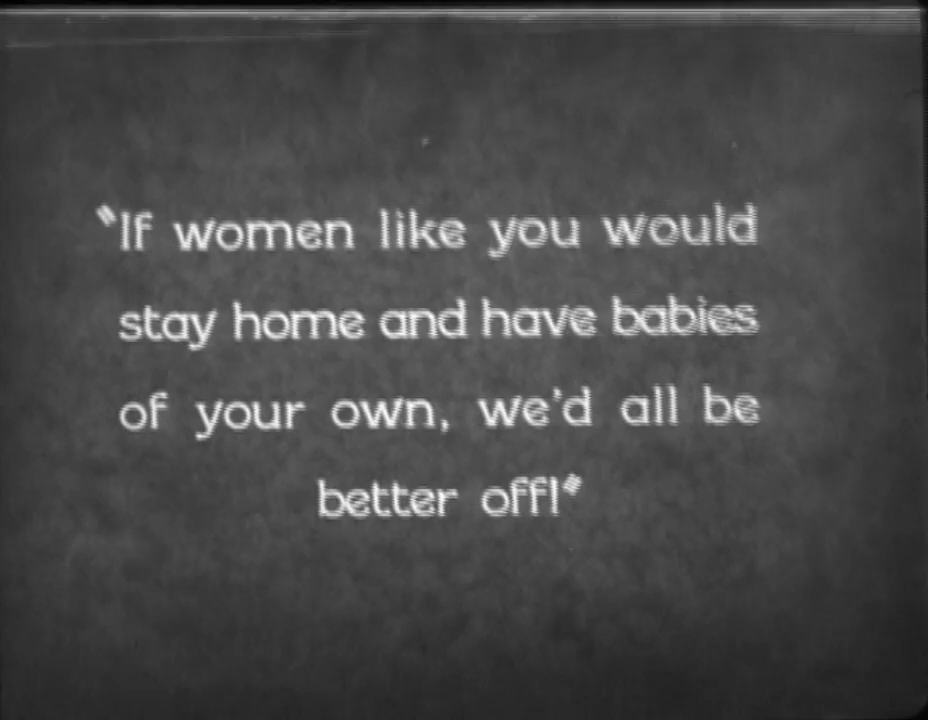 "If women like you would
stay home and have babies
of your own, we'd all be
better off!"